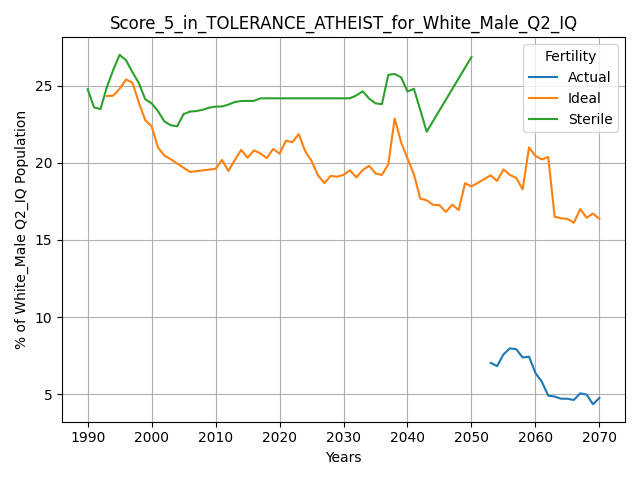 Score_5_in_TOLERANCE_ATHEIST_for_White_Male_Q2_IQ
% of White_Male Q2_IQ Population
25
20
15
10
5
Fertility
Actual
Ideal
Sterile
1990 2000 2010 2020 2030 2040 2050 2060 2070
Years